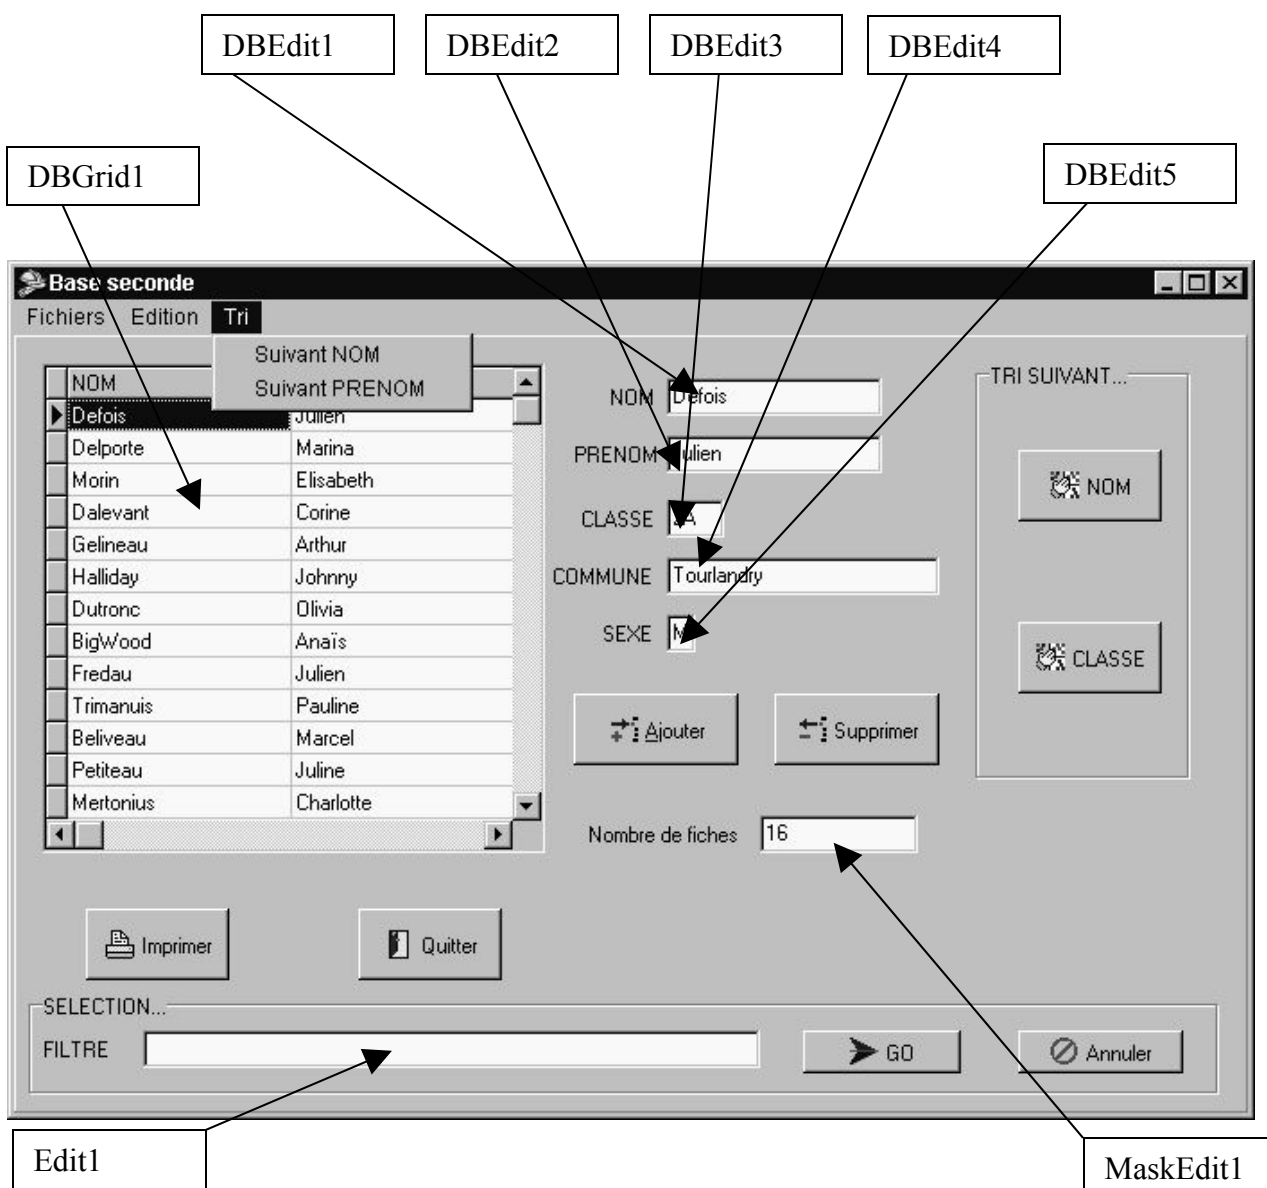 DBEdit1
DBEdit2
DBEdit3
DBEdit4
DBGrid1
DBEdit5
Base seconde
Fichiers Edition Tri
Suivant NOM
Suivant PRENOM
NOM
Defois Julien
Delporte Marina
Morin Elisabeth
Dalevant Corine
Gelineau Arthur
Halliday Johnny
Dutronc Olivia
BigWood Anaïs
Fredau Julien
Trimanuis Pauline
Beliveau Marcel
Petiteau Juline
Mertonius Charlotte
NOM Defois
PRENOM Julien
CLASSE
COMMUNE Tourlandry
SEXE M
Ajouter
Supprimer
Nombre de fiches 16
TRI SUIVANT...
NOM
CLASSE
Imprimer
Quitter
SELECTION...
FILTRE
GO
Annuler
Edit1
MaskEdit1